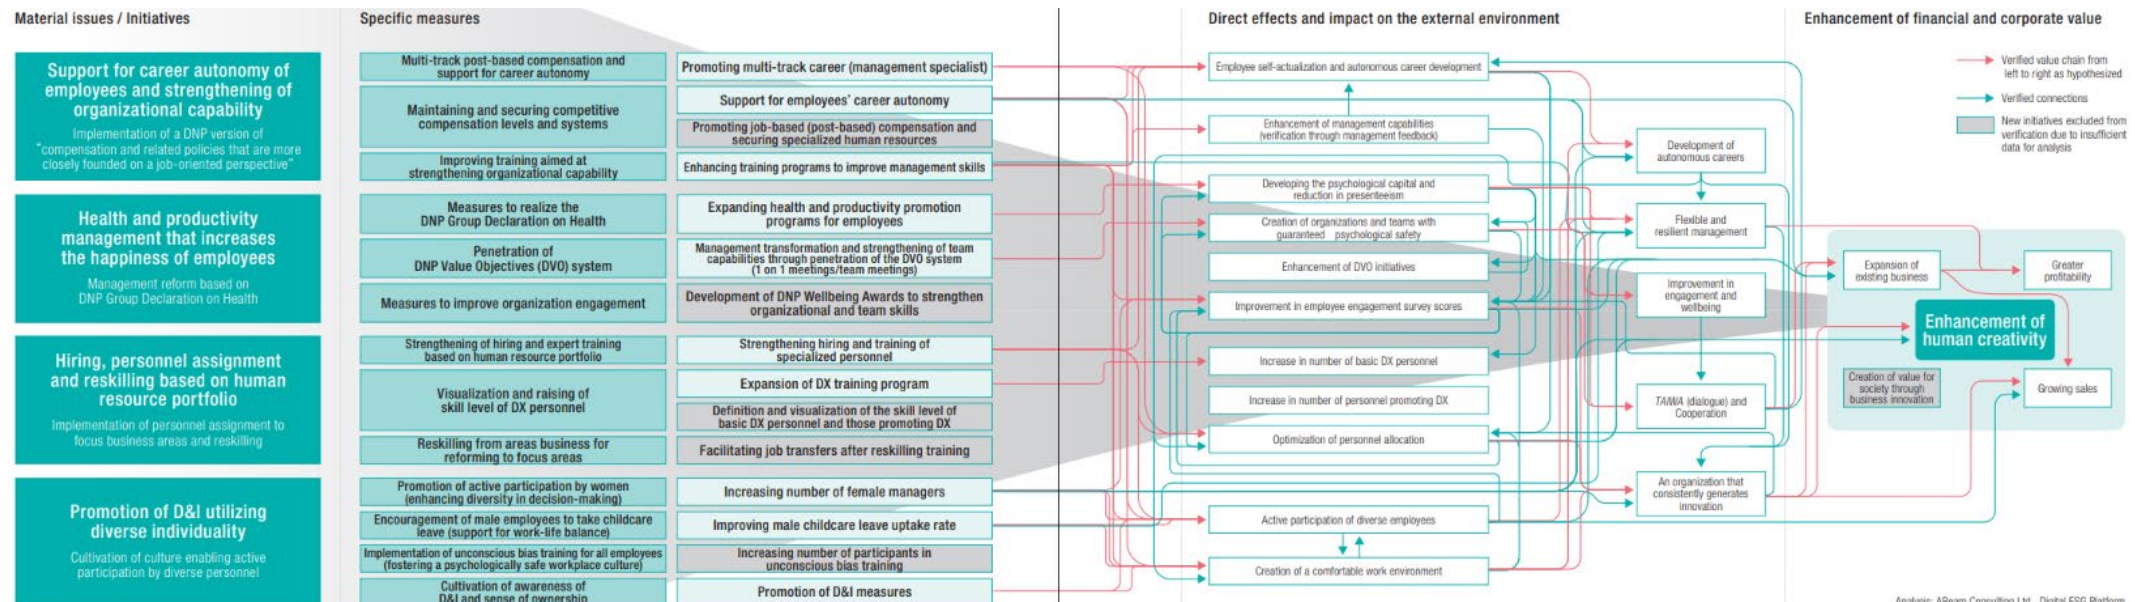 Material issues / Initiatives
Specific measures
Direct effects and impact on the external environment
Enhancement of financial and corporate value
Support for career autonomy of
employees and strengthening of
organizational capability
Implementation of a DNP version of
"compensation and related policies that are more
closely founded on a job-oriented perspective"
Health and productivity
management that increases
the happiness of employees
Management reform based on
DNP Group Declaration on Health
Hiring, personnel assignment
and reskilling based on human
resource portfolio
Implementation of personnel assignment to
focus business areas and reskilling
Promotion of D&I utilizing
diverse individuality
Cultivation of culture enabling active
participation by diverse personnel
Multi-track post-based compensation and
support for career autonomy
Maintaining and securing competitive
compensation levels and systems
Improving training aimed at
strengthening organizational capability
Measures to realize the
DNP Group Declaration on Health
Penetration of
DNP Value Objectives (DVO) system
Measures to improve organization engagement
Strengthening of hiring and expert training
based on human resource portfolio
Visualization and raising of
skill level of DX personnel
Reskilling from areas business for
reforming to focus areas
Promotion of active participation by women
(enhancing diversity in decision-making)
Encouragement of male employees to take childcare
leave (support for work-life balance)
Implementation of unconscious bias training for all employees
(fostering a psychologically safe workplace culture)
Cultivation of awareness of
D&I and sense of ownership
Promoting multi-track career (management specialist)
Support for employees' career autonomy
Promoting job-based (post-based) compensation and
securing specialized human resources
Enhancing training programs to improve management skills
Expanding health and productivity promotion
programs for employees
Management transformation and strengthening of team
capabilities through penetration of the DVO system
(1 on 1 meetings/team meetings)
Development of DNP Wellbeing Awards to strengthen
organizational and team skills
Strengthening hiring and training of
specialized personnel
Expansion of DX training program
Definition and visualization of the skill level of
basic DX personnel and those promoting DX
Facilitating job transfers after reskilling training
Increasing number of female managers
Improving male childcare leave uptake rate
Increasing number of participants in
unconscious bias training
Promotion of D&I measures
Employee self-actualization and autonomous career development
Enhancement of management capabilities
(verification through management feedback)
Developing the psychological capital and
reduction in presenteeism
Creation of organizations and teams with
guaranteed psychological safety
Enhancement of DVO initiatives
Improvement in employee engagement survey scores
Increase in number of basic DX personnel
Increase in number of personnel promoting DX
Optimization of personnel allocation
Active participation of diverse employees
Creation of a comfortable work environment
Development of
autonomous careers
Flexible and
resilient management
Improvement in
engagement and
wellbeing
TAIWA (dialogue) and
Cooperation
An organization that
consistently generates
innovation
Verified value chain from
left to right as hypothesized
Verified connections
New initiatives excluded from
verification due to insufficient
data for analysis
Expansion of
existing business
Greater
profitability
Enhancement of
human creativity
Creation of value for
society through
business innovation
Growing sales
Analysis: ABeam Consulting Ltd., Digital ESG Platform